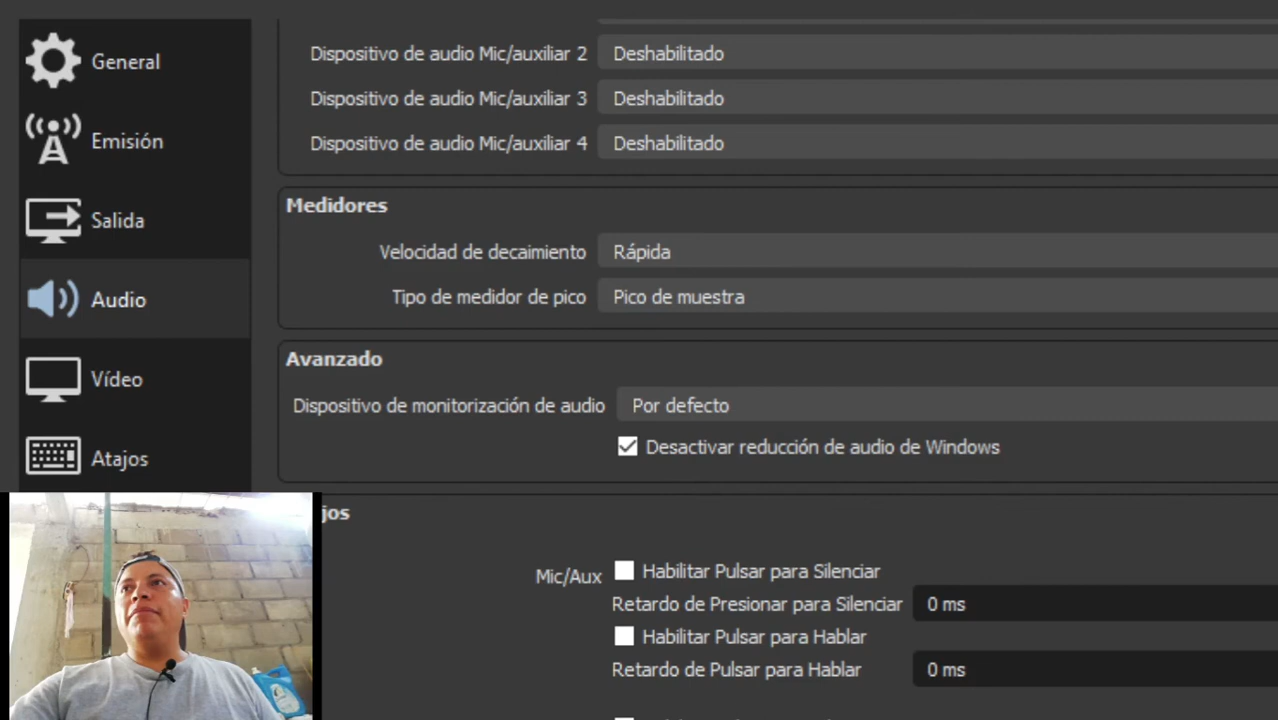 General
Emisión
Salida
Audio
Vídeo
Atajos
Dispositivo de audio Mic/auxiliar 2 Deshabilitado
Dispositivo de audio Mic/auxiliar 3 Deshabilitado
Dispositivo de audio Mic/auxiliar 4 Deshabilitado
Medidores
Velocidad de decaimiento Rápida
Tipo de medidor de pico Pico de muestra
Avanzado
Dispositivo de monitorización de audio Por defecto
Desactivar reducción de audio de Windows
jos
Mic/Aux Habilitar Pulsar para Silenciar
Retardo de Presionar para Silenciar 0 ms
Habilitar Pulsar para Hablar
Retardo de Pulsar para Hablar 0 ms